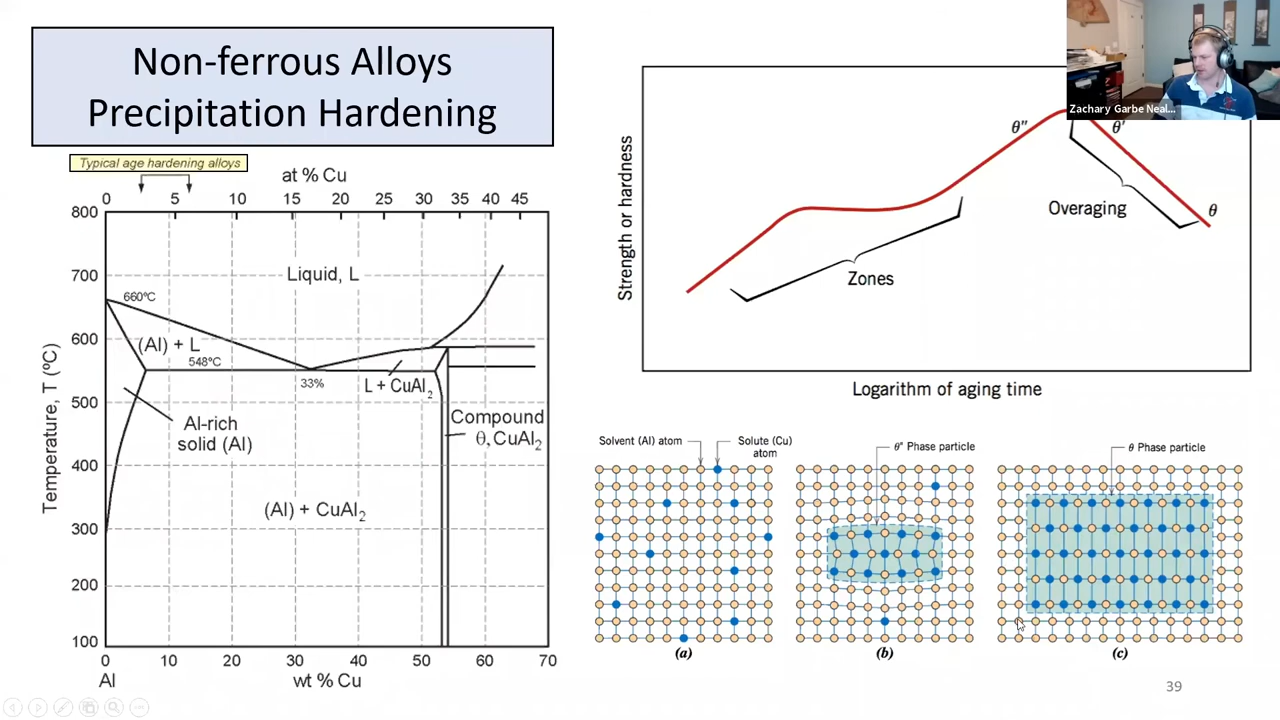 Non-ferrous Alloys
Precipitation Hardening
Typical age hardening alloys
at % Cu
0 5 10 15 20 25 30 35 40 45
800
700
600
500
400
300
200
100
Temperature, T (ºC)
Liquid, L
660ºC
(Al) + L
548ºC
33%
L + CuAl2
Al-rich
solid (Al)
Compound
θ, CuAl2
(Al) + CuAl2
0 10 20 30 40 50 60 70
Al
wt % Cu
Strength or hardness
θ"
θ'
Overaging
θ
Zones
Logarithm of aging time
Zachary Garbe Neal...
Solvent (Al) atom
Solute (Cu)
atom
θ" Phase particle
θ Phase particle
(a)
(b)
(c)
39